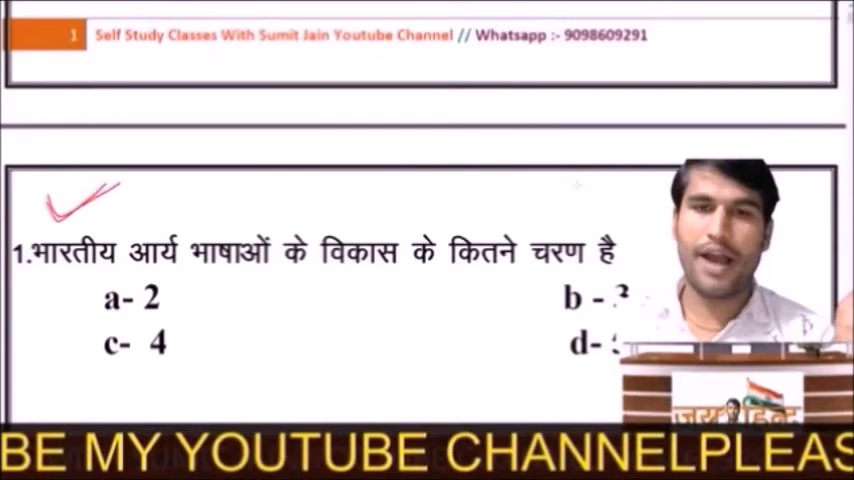 1 Self Study Classes With Sumit Jain Youtube Channel // Whatsapp :- 9098609291
1.भारतीय आर्य भाषाओं के विकास के कितने चरण है
a- 2
b -
c- 4
d-
जय हिन्द
BE MY YOUTUBE CHANNELPLEAS